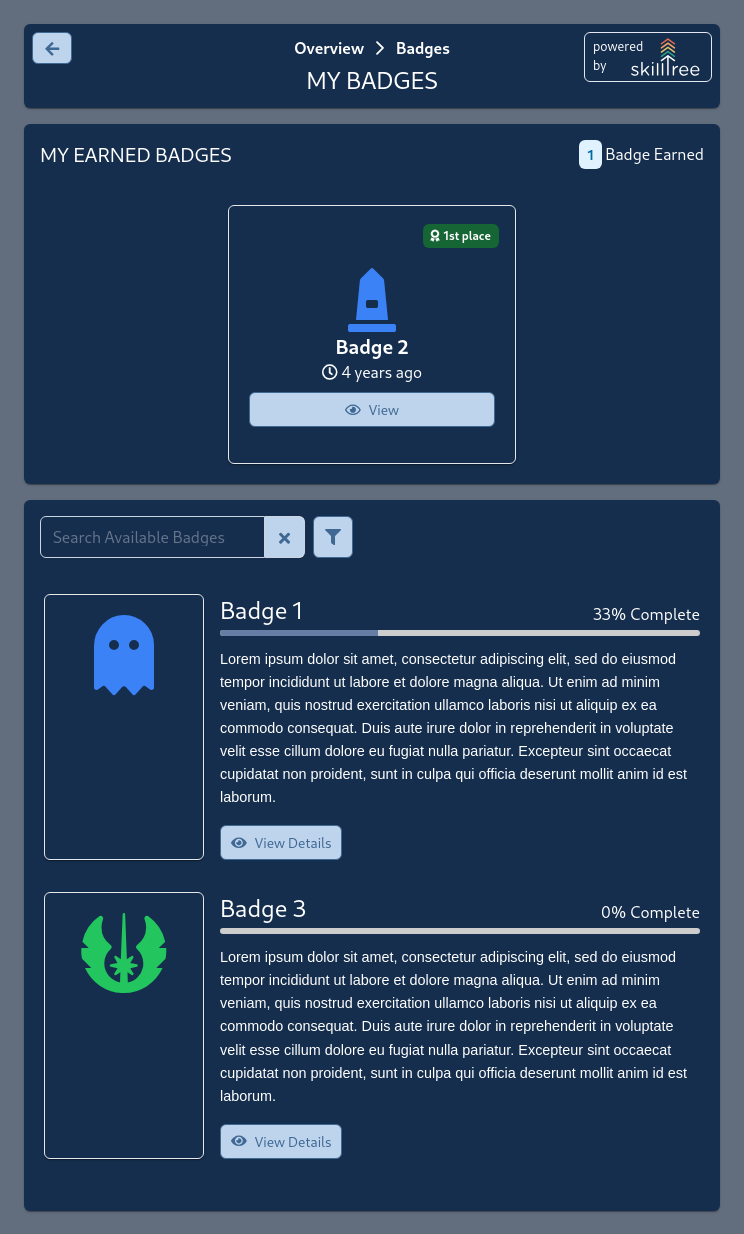 Overview > Badges
MY BADGES
powered
by skilltree
MY EARNED BADGES
1 Badge Earned
1st place
Badge 2
4 years ago
View
Search Available Badges
Badge 1
33% Complete
Lorem ipsum dolor sit amet, consectetur adipiscing elit, sed do eiusmod
tempor incididunt ut labore et dolore magna aliqua. Ut enim ad minim
veniam, quis nostrud exercitation ullamco laboris nisi ut aliquip ex ea
commodo consequat. Duis aute irure dolor in reprehenderit in voluptate
velit esse cillum dolore eu fugiat nulla pariatur. Excepteur sint occaecat
cupidatat non proident, sunt in culpa qui officia deserunt mollit anim id est
laborum.
View Details
Badge 3
0% Complete
Lorem ipsum dolor sit amet, consectetur adipiscing elit, sed do eiusmod
tempor incididunt ut labore et dolore magna aliqua. Ut enim ad minim
veniam, quis nostrud exercitation ullamco laboris nisi ut aliquip ex ea
commodo consequat. Duis aute irure dolor in reprehenderit in voluptate
velit esse cillum dolore eu fugiat nulla pariatur. Excepteur sint occaecat
cupidatat non proident, sunt in culpa qui officia deserunt mollit anim id est
laborum.
View Details